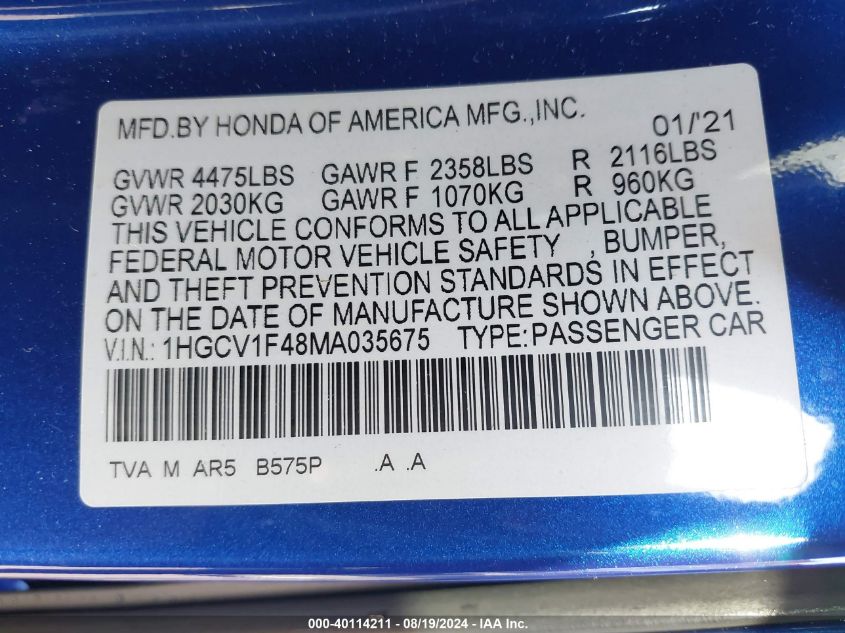 MFD.BY HONDA OF AMERICA MFG.,INC. 01/'21
GVWR 4475LBS GAWR F 2358LBS R 2116LBS
GVWR 2030KG GAWR F 1070KG R 960KG
THIS VEHICLE CONFORMS TO ALL APPLICABLE
FEDERAL MOTOR VEHICLE SAFETY , BUMPER,
AND THEFT PREVENTION STANDARDS IN EFFECT
ON THE DATE OF MANUFACTURE SHOWN ABOVE.
V.I.N.: 1HGCV1F48MA035675 TYPE:PASSENGER CAR
TVA M AR5 B575P .A .A
000-40114211 - 08/19/2024 - IAA Inc.